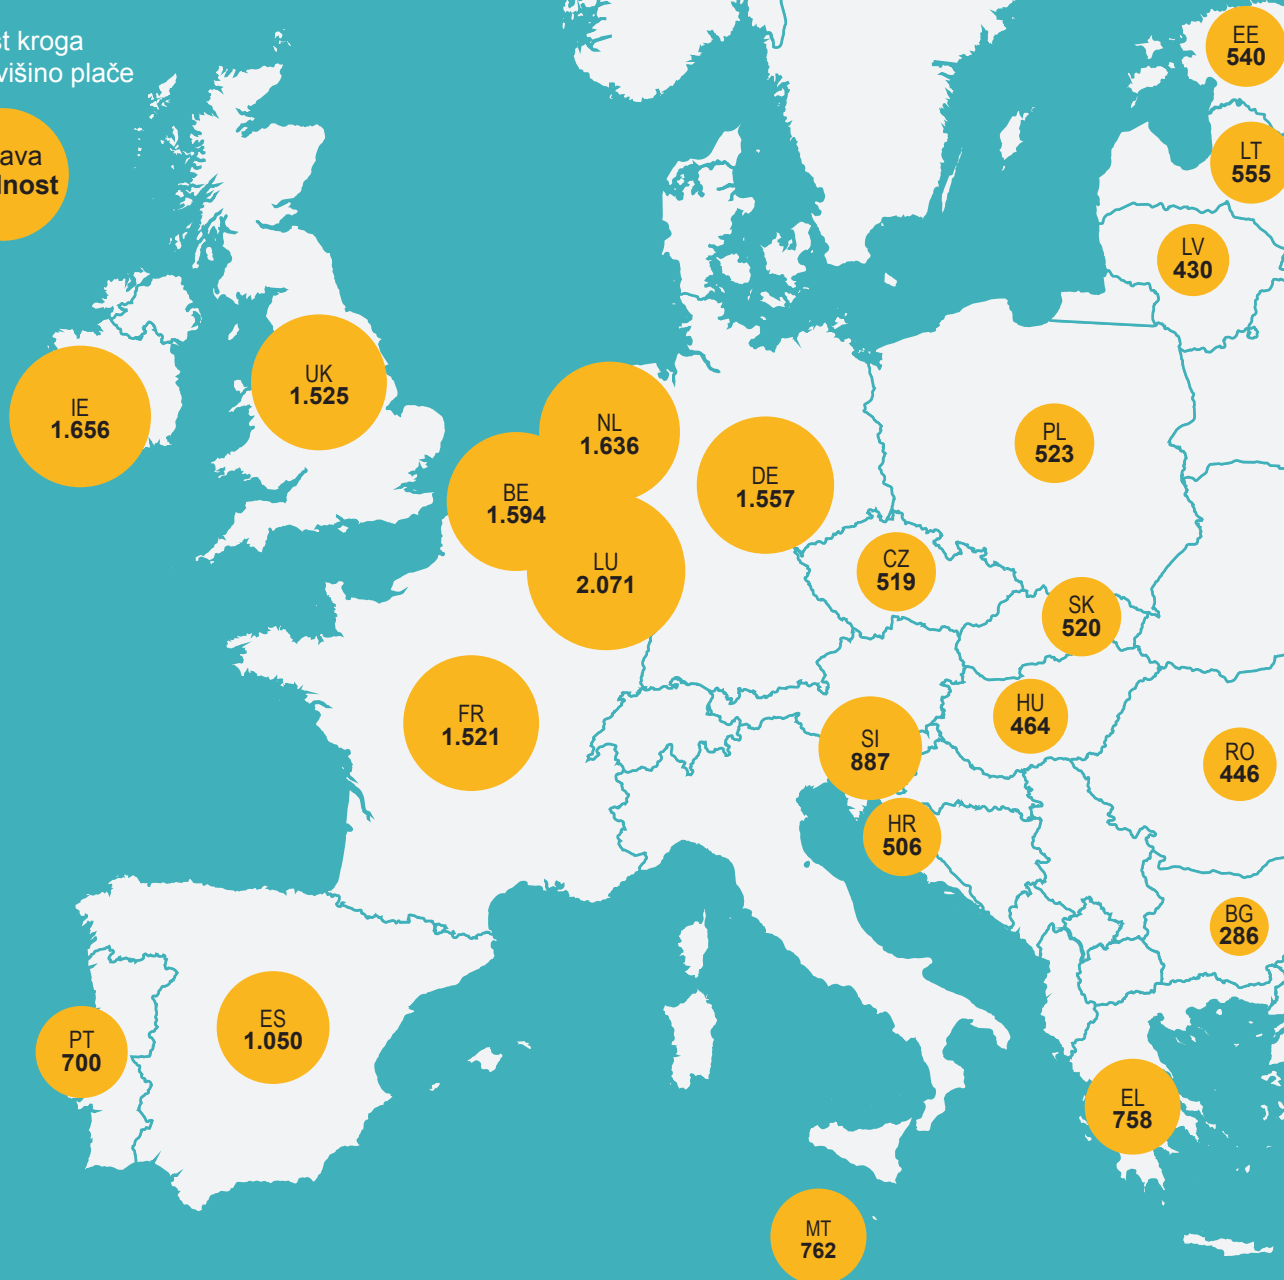 st kroga
višino plače
ava
lnost
EE
540
LT
555
LV
430
IE
1.656
UK
1.525
NL
1.636
BE
1.594
DE
1.557
LU
2.071
PL
523
CZ
519
SK
520
FR
1.521
SI
887
HU
464
RO
446
HR
506
BG
286
PT
700
ES
1.050
EL
758
MT
762